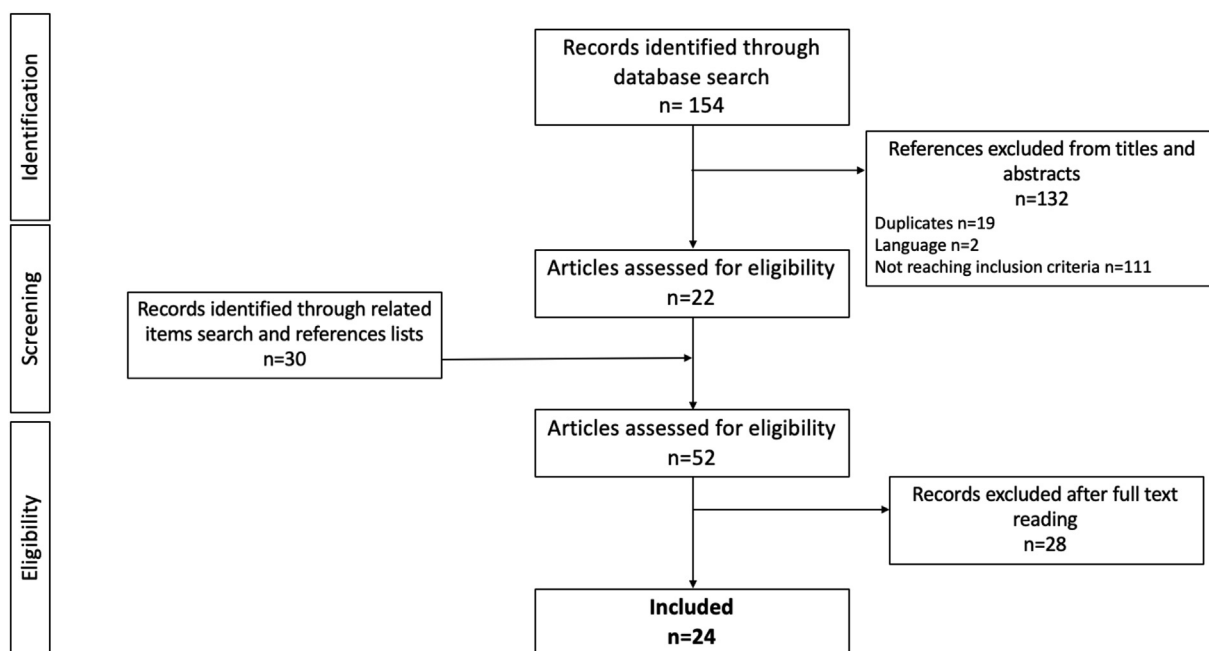 Identification
Records identified through
database search
n= 154
References excluded from titles and
abstracts
n=132
Duplicates n=19
Language n=2
Not reaching inclusion criteria n=111
Screening
Articles assessed for eligibility
n=22
Records identified through related
items search and references lists
n=30
Articles assessed for eligibility
n=52
Eligibility
Records excluded after full text
reading
n=28
Included
n=24